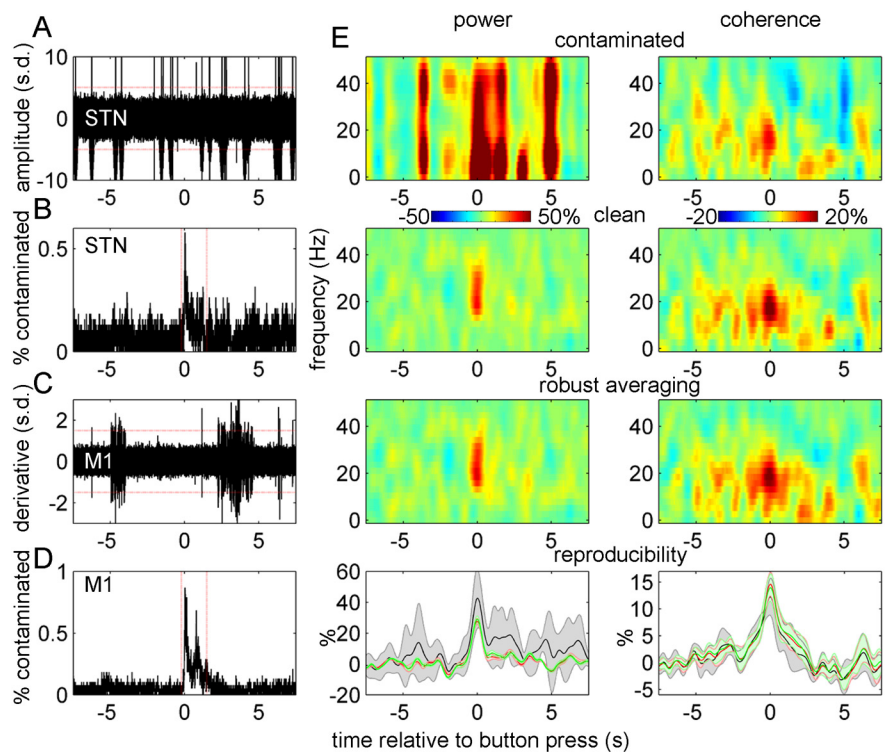 A
amplitude (s.d.)
10
0
-10
STN
-5 0 5
B
% contaminated
0.5
0
STN
-5 0 5
C
derivative (s.d.)
2
0
-2
M1
-5 0 5
D
% contaminated
1
0.5
0
M1
-5 0 5
E
power
coherence
contaminated
40
20
0
-5 0 5
40
20
0
-5 0 5
-50 50%
clean
-20 20%
frequency (Hz)
40
20
0
-5 0 5
40
20
0
-5 0 5
robust averaging
40
20
0
-5 0 5
40
20
0
-5 0 5
reproducibility
%
60
40
20
0
-20
-5 0 5
%
15
10
5
0
-5
-5 0 5
time relative to button press (s)